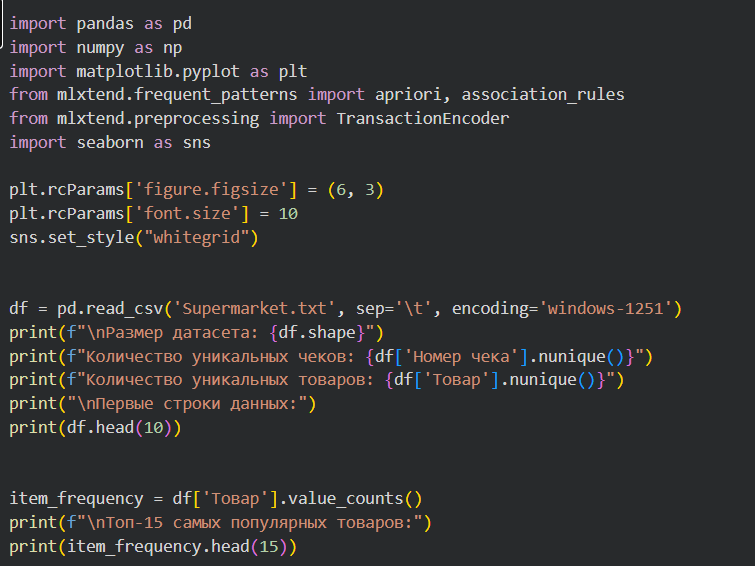 import pandas as pd
import numpy as np
import matplotlib.pyplot as plt
from mlxtend.frequent_patterns import apriori, association_rules
from mlxtend.preprocessing import TransactionEncoder
import seaborn as sns
plt.rcParams['figure.figsize'] = (6, 3)
plt.rcParams['font.size'] = 10
sns.set_style("whitegrid")
df = pd.read_csv('Supermarket.txt', sep='\t', encoding='windows-1251')
print(f"\nРазмер датасета: {df.shape}")
print(f"Количество уникальных чеков: {df['Номер чека'].nunique()}")
print(f"Количество уникальных товаров: {df['Товар'].nunique()}")
print("\nПервые строки данных:")
print(df.head(10))
item_frequency = df['Товар'].value_counts()
print(f"\nТоп-15 самых популярных товаров:")
print(item_frequency.head(15))